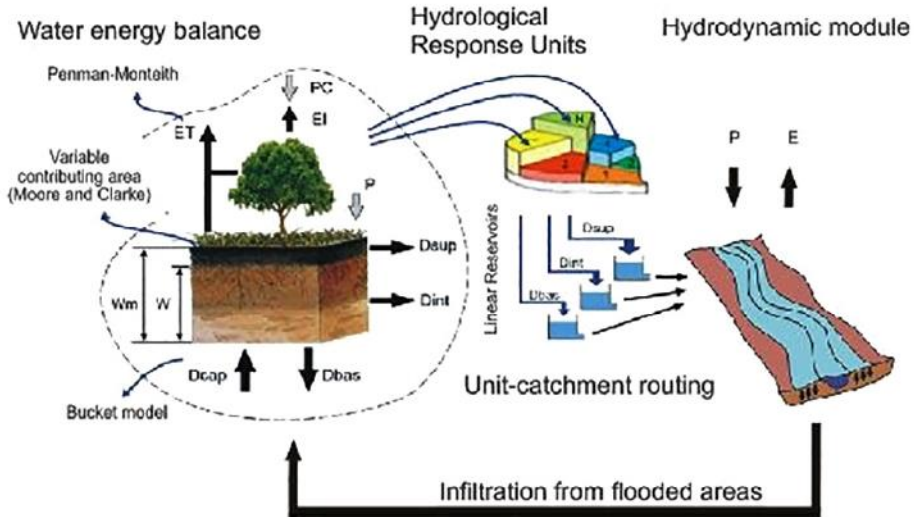 Water energy balance
Hydrological
Response Units
Hydrodynamic module
Penman-Monteith
PC
EI
ET
Variable
contributing area
(Moore and Clarke)
P
Wm
W
Dsup
Dint
Dcap
Dbas
Bucket model
Linear Reservoirs
Dsup
Dint
Dbas
Unit-catchment routing
P
E
Infiltration from flooded areas